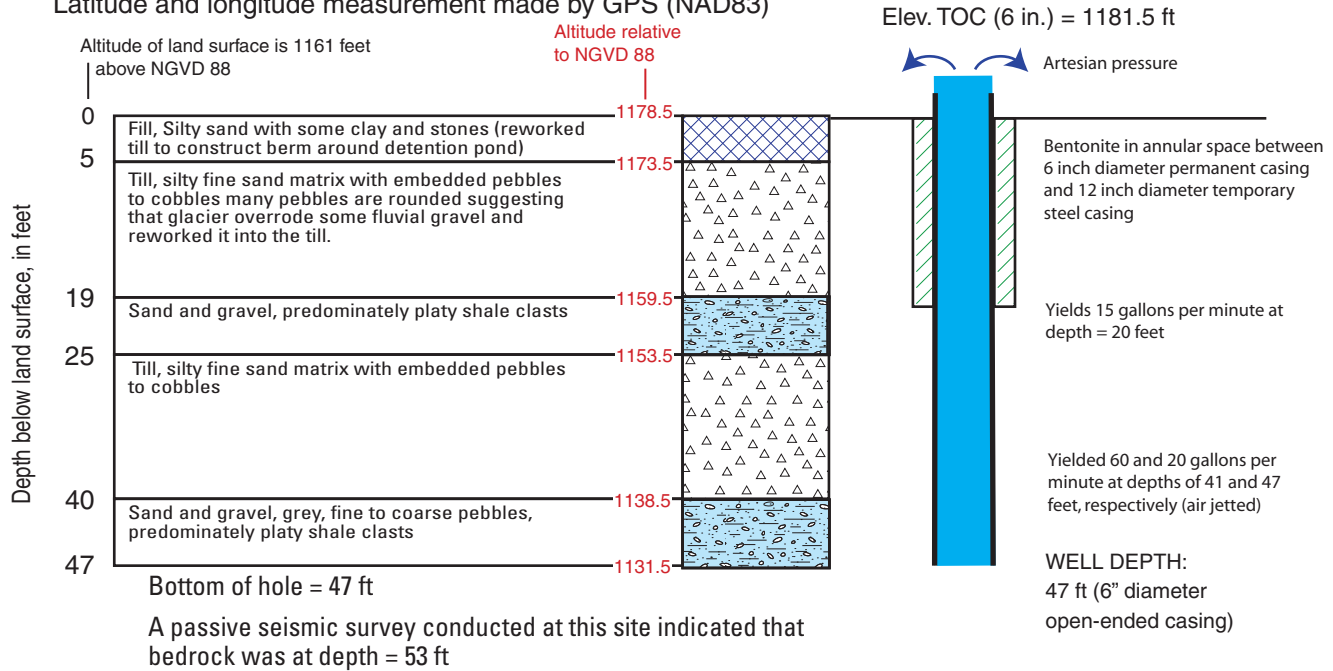 Latitude and longitude measurement made by GPS (NAD83)
Elev. TOC (6 in.) = 1181.5 ft
Altitude of land surface is 1161 feet
above NGVD 88
Altitude relative
to NGVD 88
Artesian pressure
Depth below land surface, in feet
0
1178.5
Fill, Silty sand with some clay and stones (reworked
till to construct berm around detention pond)
5
1173.5
Till, silty fine sand matrix with embedded pebbles
to cobbles many pebbles are rounded suggesting
that glacier overrode some fluvial gravel and
reworked it into the till.
Bentonite in annular space between
6 inch diameter permanent casing
and 12 inch diameter temporary
steel casing
19
1159.5
Sand and gravel, predominately platy shale clasts
Yields 15 gallons per minute at
depth = 20 feet
25
1153.5
Till, silty fine sand matrix with embedded pebbles
to cobbles
Yielded 60 and 20 gallons per
minute at depths of 41 and 47
feet, respectively (air jetted)
40
1138.5
Sand and gravel, grey, fine to coarse pebbles,
predominately platy shale clasts
47
1131.5
WELL DEPTH:
47 ft (6” diameter
open-ended casing)
Bottom of hole = 47 ft
A passive seismic survey conducted at this site indicated that
bedrock was at depth = 53 ft